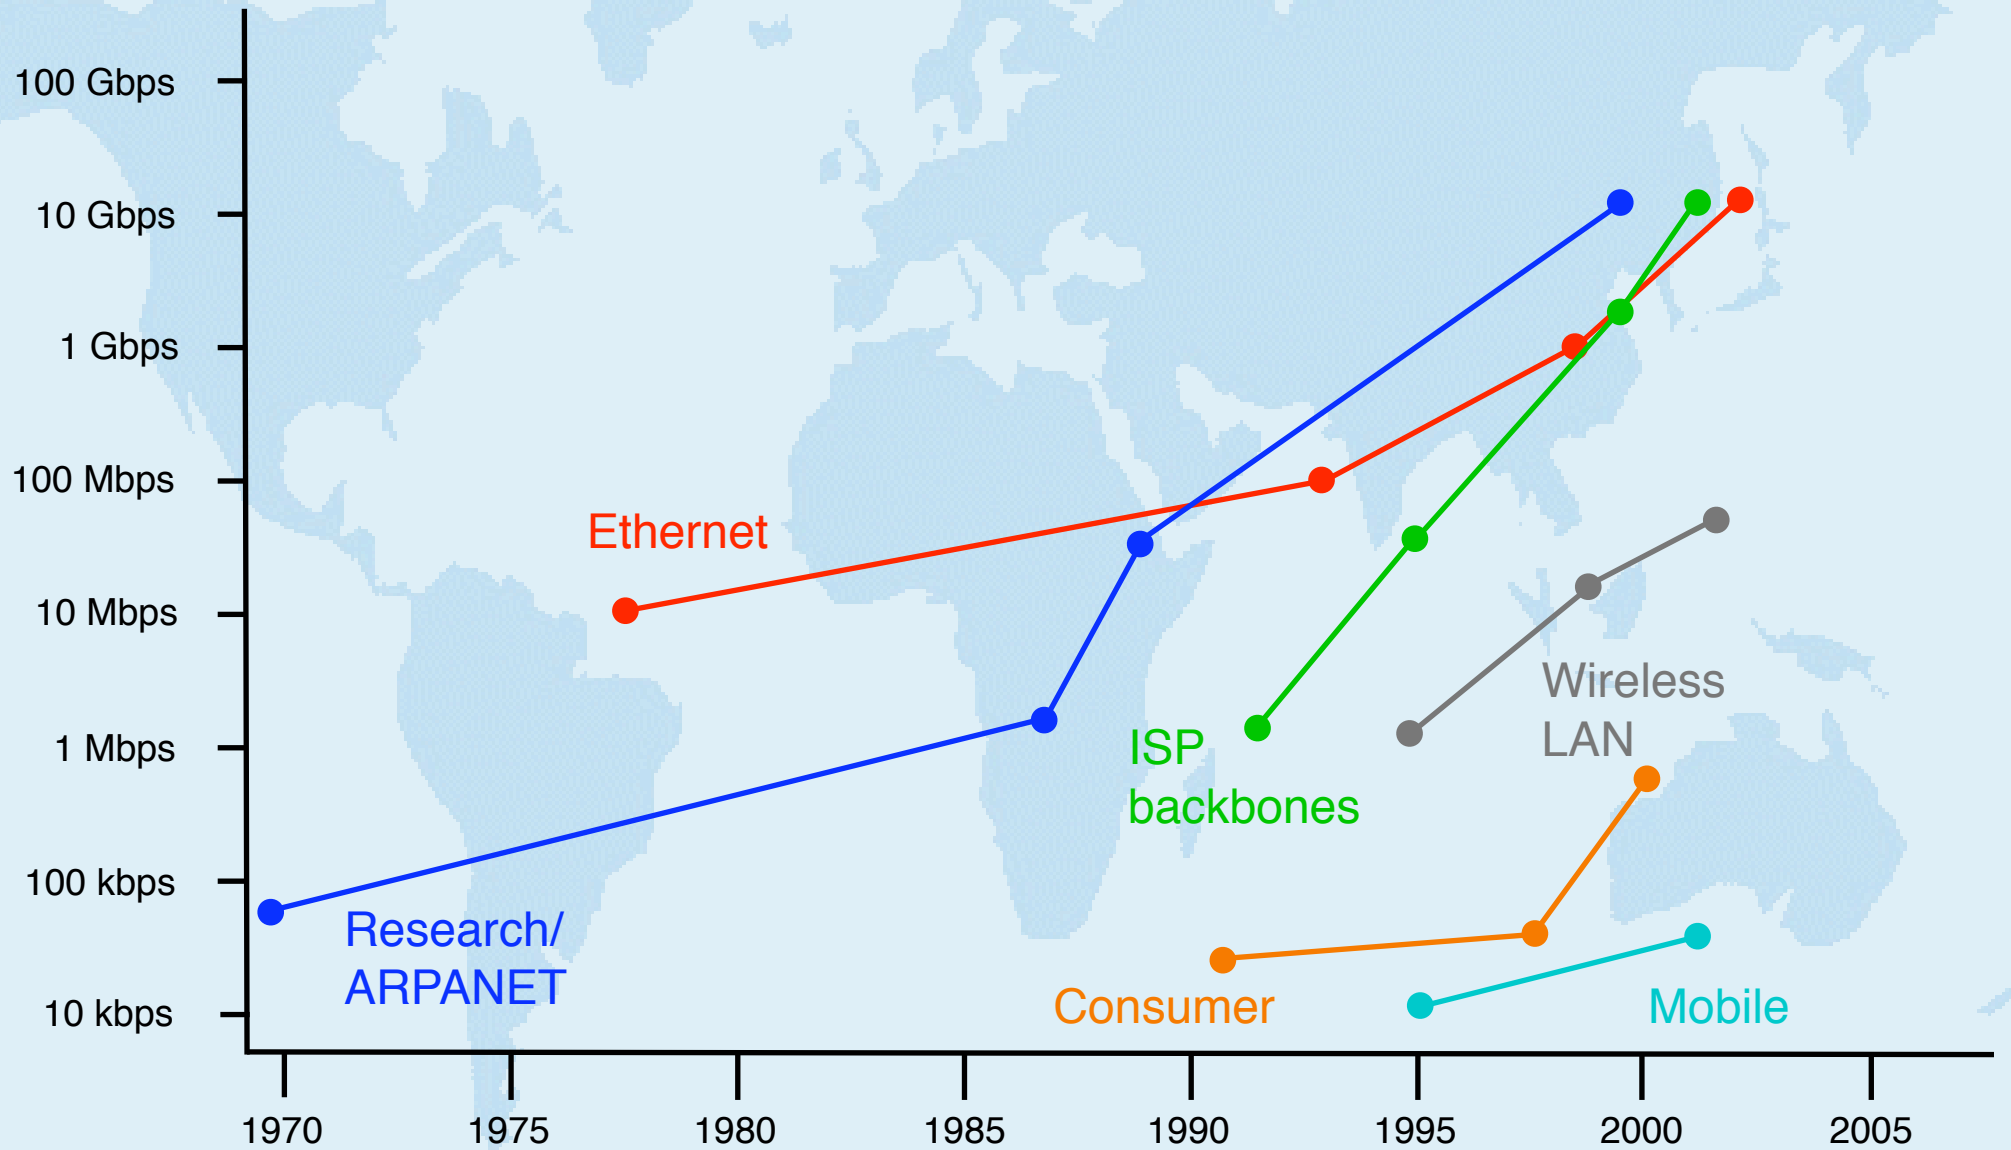 100 Gbps
10 Gbps
1 Gbps
100 Mbps
10 Mbps
1 Mbps
100 kbps
10 kbps
Ethernet
Wireless
LAN
ISP
backbones
Research/
ARPANET
Consumer
Mobile
1970
1975
1980
1985
1990
1995
2000
2005